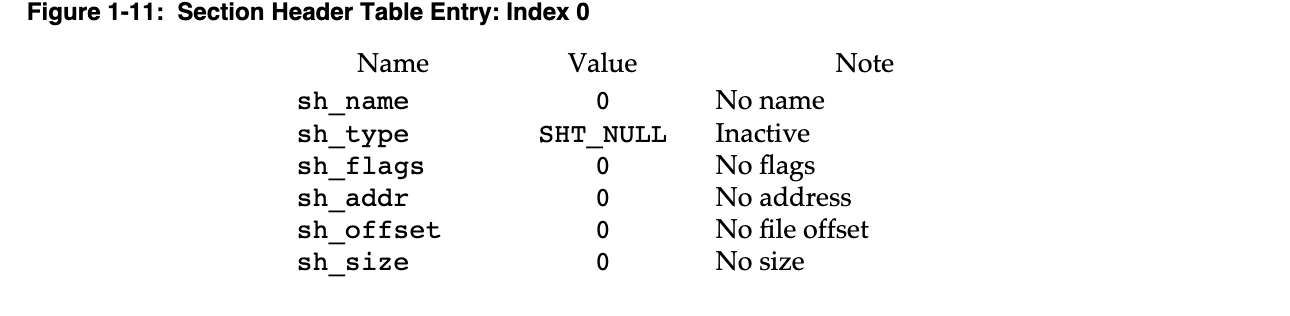 Figure 1-11: Section Header Table Entry: Index 0
Name Value Note
sh_name 0 No name
sh_type SHT_NULL Inactive
sh_flags 0 No flags
sh_addr 0 No address
sh_offset 0 No file offset
sh_size 0 No size